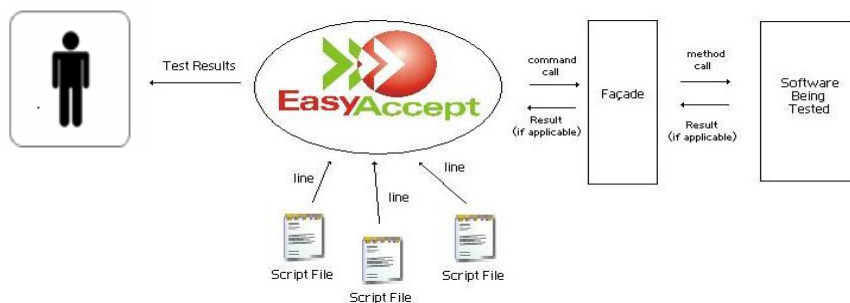 Test Results
EasyAccept
command
call
Result
(if applicable)
Façade
method
call
Result
(if applicable)
Software
Being
Tested
line
line
line
Script File
Script File
Script File